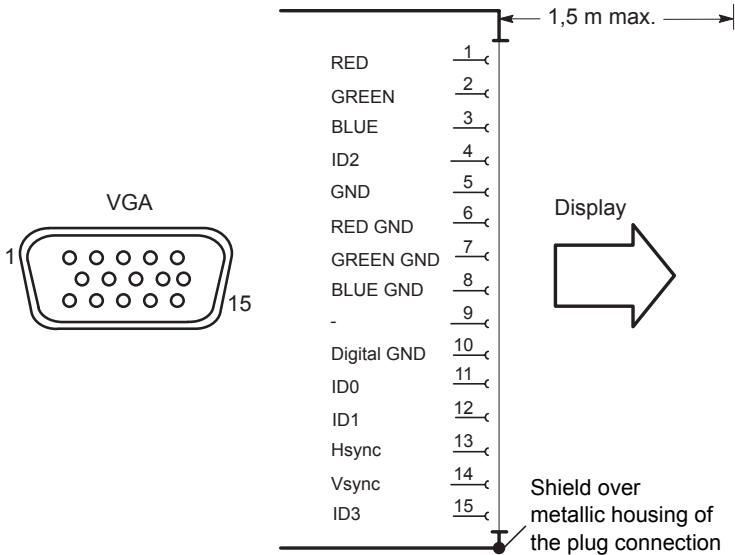 1,5 m max.
RED 1
GREEN 2
BLUE 3
ID2 4
GND 5
RED GND 6
GREEN GND 7
BLUE GND 8
- 9
Digital GND 10
ID0 11
ID1 12
Hsync 13
Vsync 14
ID3 15
VGA
1
15
Display
Shield over
metallic housing of
the plug connection